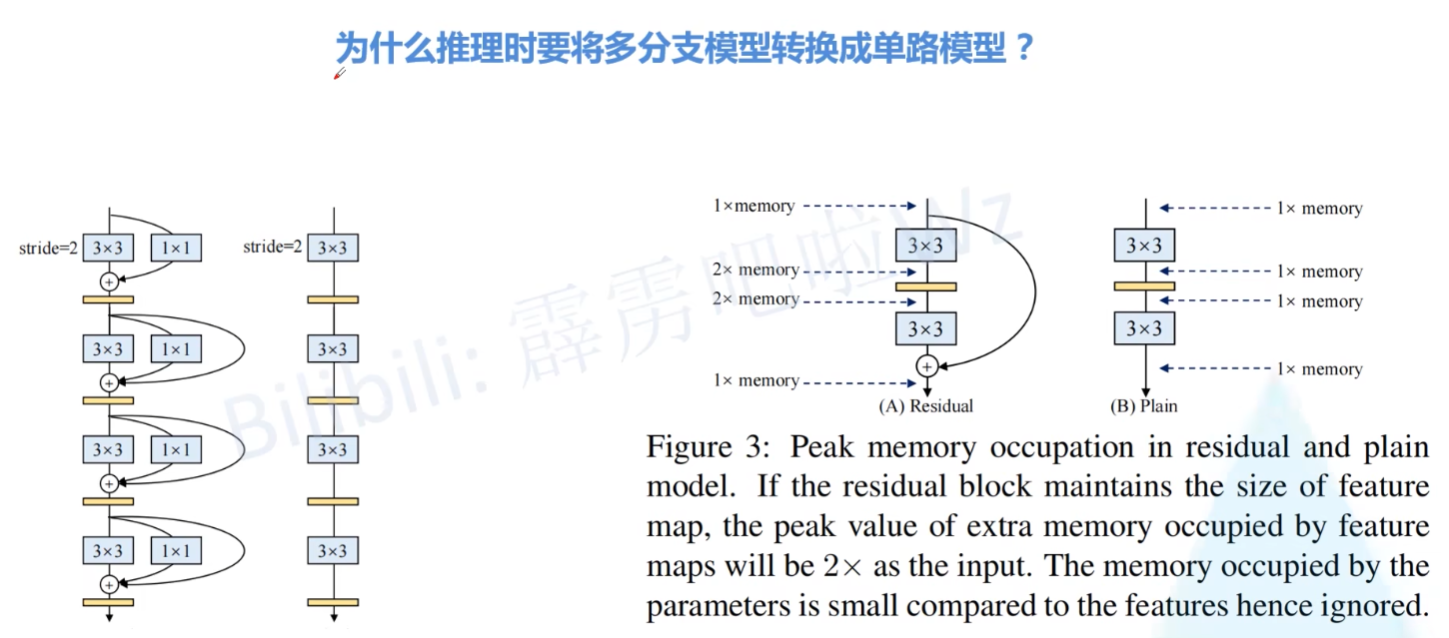 为什么推理时要将多分支模型转换成单路模型？
stride=2 3×3 1×1
3×3 1×1
3×3 1×1
3×3 1×1
stride=2 3×3
3×3
3×3
3×3
1×memory
3×3
2× memory
2× memory
3×3
1× memory
(A) Residual
1× memory
3×3
1× memory
1× memory
3×3
1× memory
(B) Plain
Figure 3: Peak memory occupation in residual and plain
model. If the residual block maintains the size of feature
map, the peak value of extra memory occupied by feature
maps will be 2× as the input. The memory occupied by the
parameters is small compared to the features hence ignored.
Bilibili: 霹雳吧啦Wz